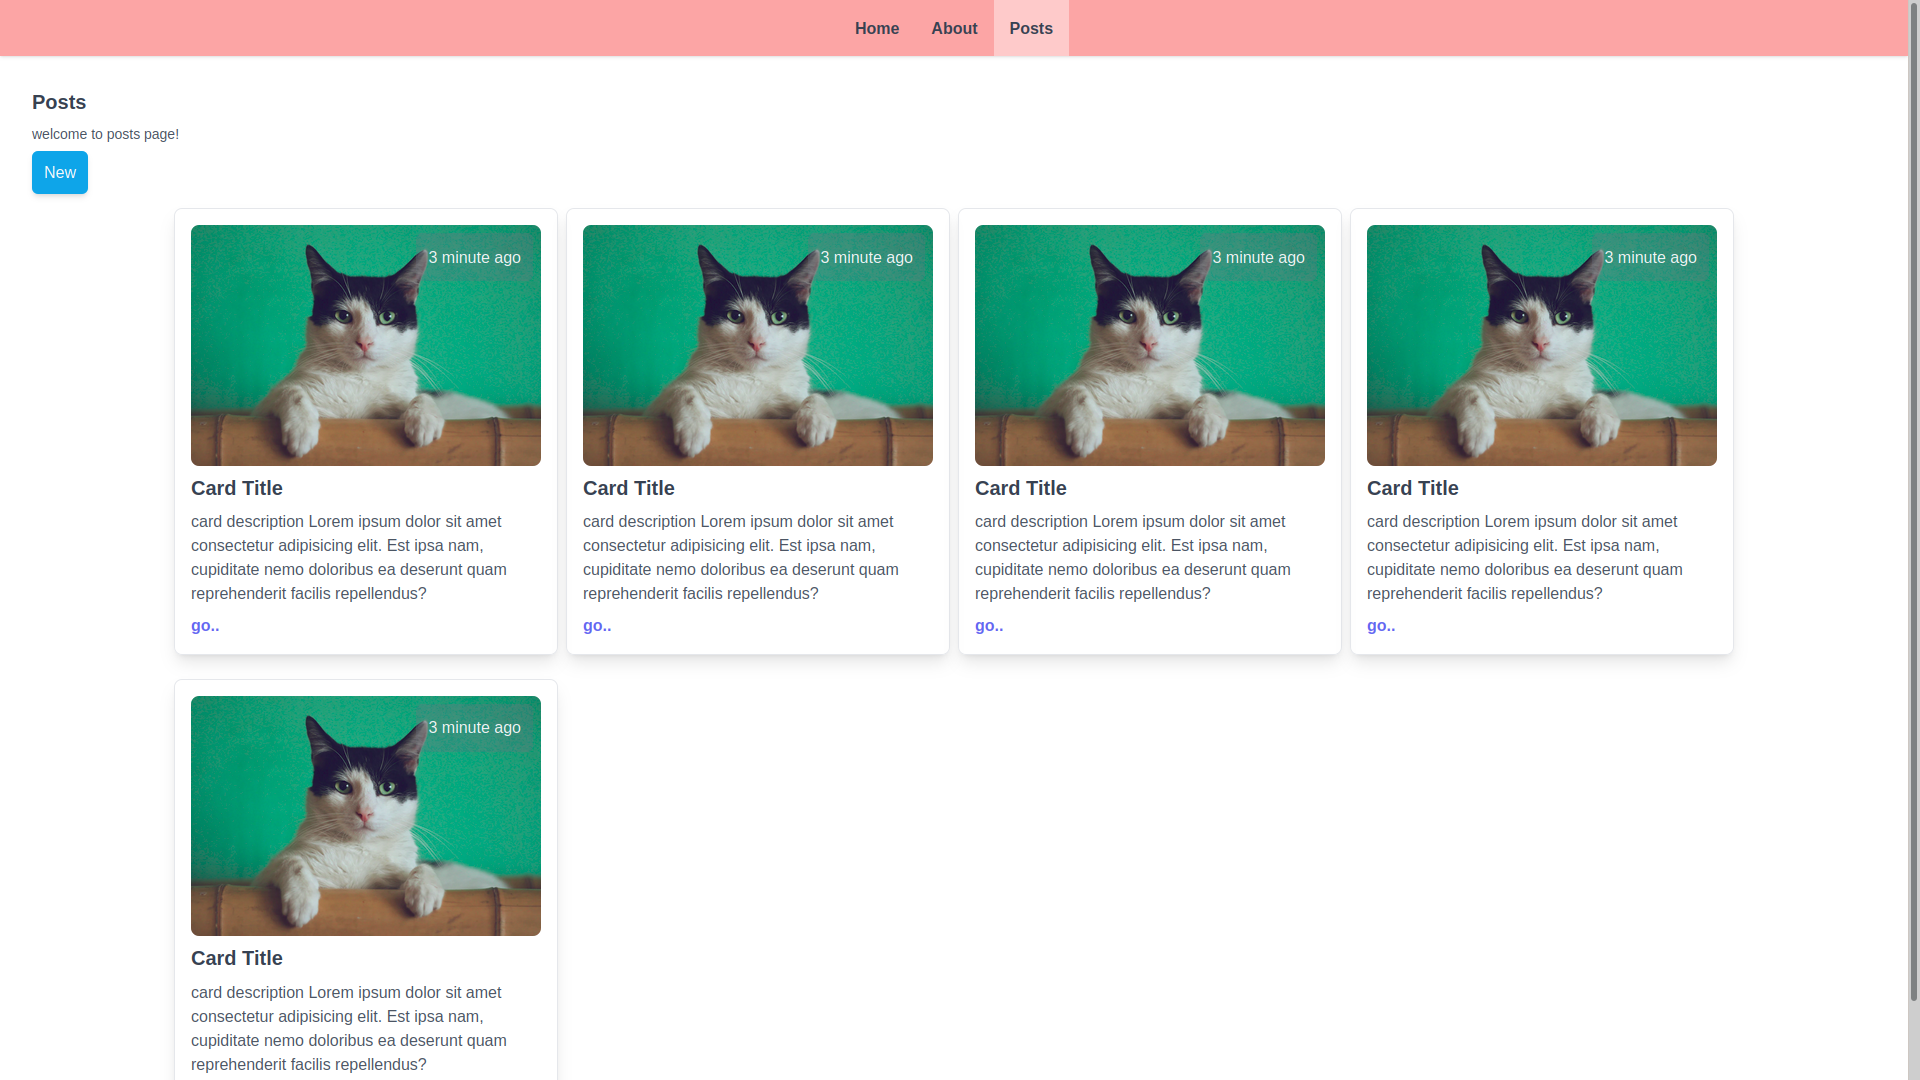 Home About Posts
Posts
welcome to posts page!
New
3 minute ago
Card Title
card description Lorem ipsum dolor sit amet
consectetur adipisicing elit. Est ipsa nam,
cupiditate nemo doloribus ea deserunt quam
reprehenderit facilis repellendus?
go..
3 minute ago
Card Title
card description Lorem ipsum dolor sit amet
consectetur adipisicing elit. Est ipsa nam,
cupiditate nemo doloribus ea deserunt quam
reprehenderit facilis repellendus?
go..
3 minute ago
Card Title
card description Lorem ipsum dolor sit amet
consectetur adipisicing elit. Est ipsa nam,
cupiditate nemo doloribus ea deserunt quam
reprehenderit facilis repellendus?
go..
3 minute ago
Card Title
card description Lorem ipsum dolor sit amet
consectetur adipisicing elit. Est ipsa nam,
cupiditate nemo doloribus ea deserunt quam
reprehenderit facilis repellendus?
go..
3 minute ago
Card Title
card description Lorem ipsum dolor sit amet
consectetur adipisicing elit. Est ipsa nam,
cupiditate nemo doloribus ea deserunt quam
reprehenderit facilis repellendus?